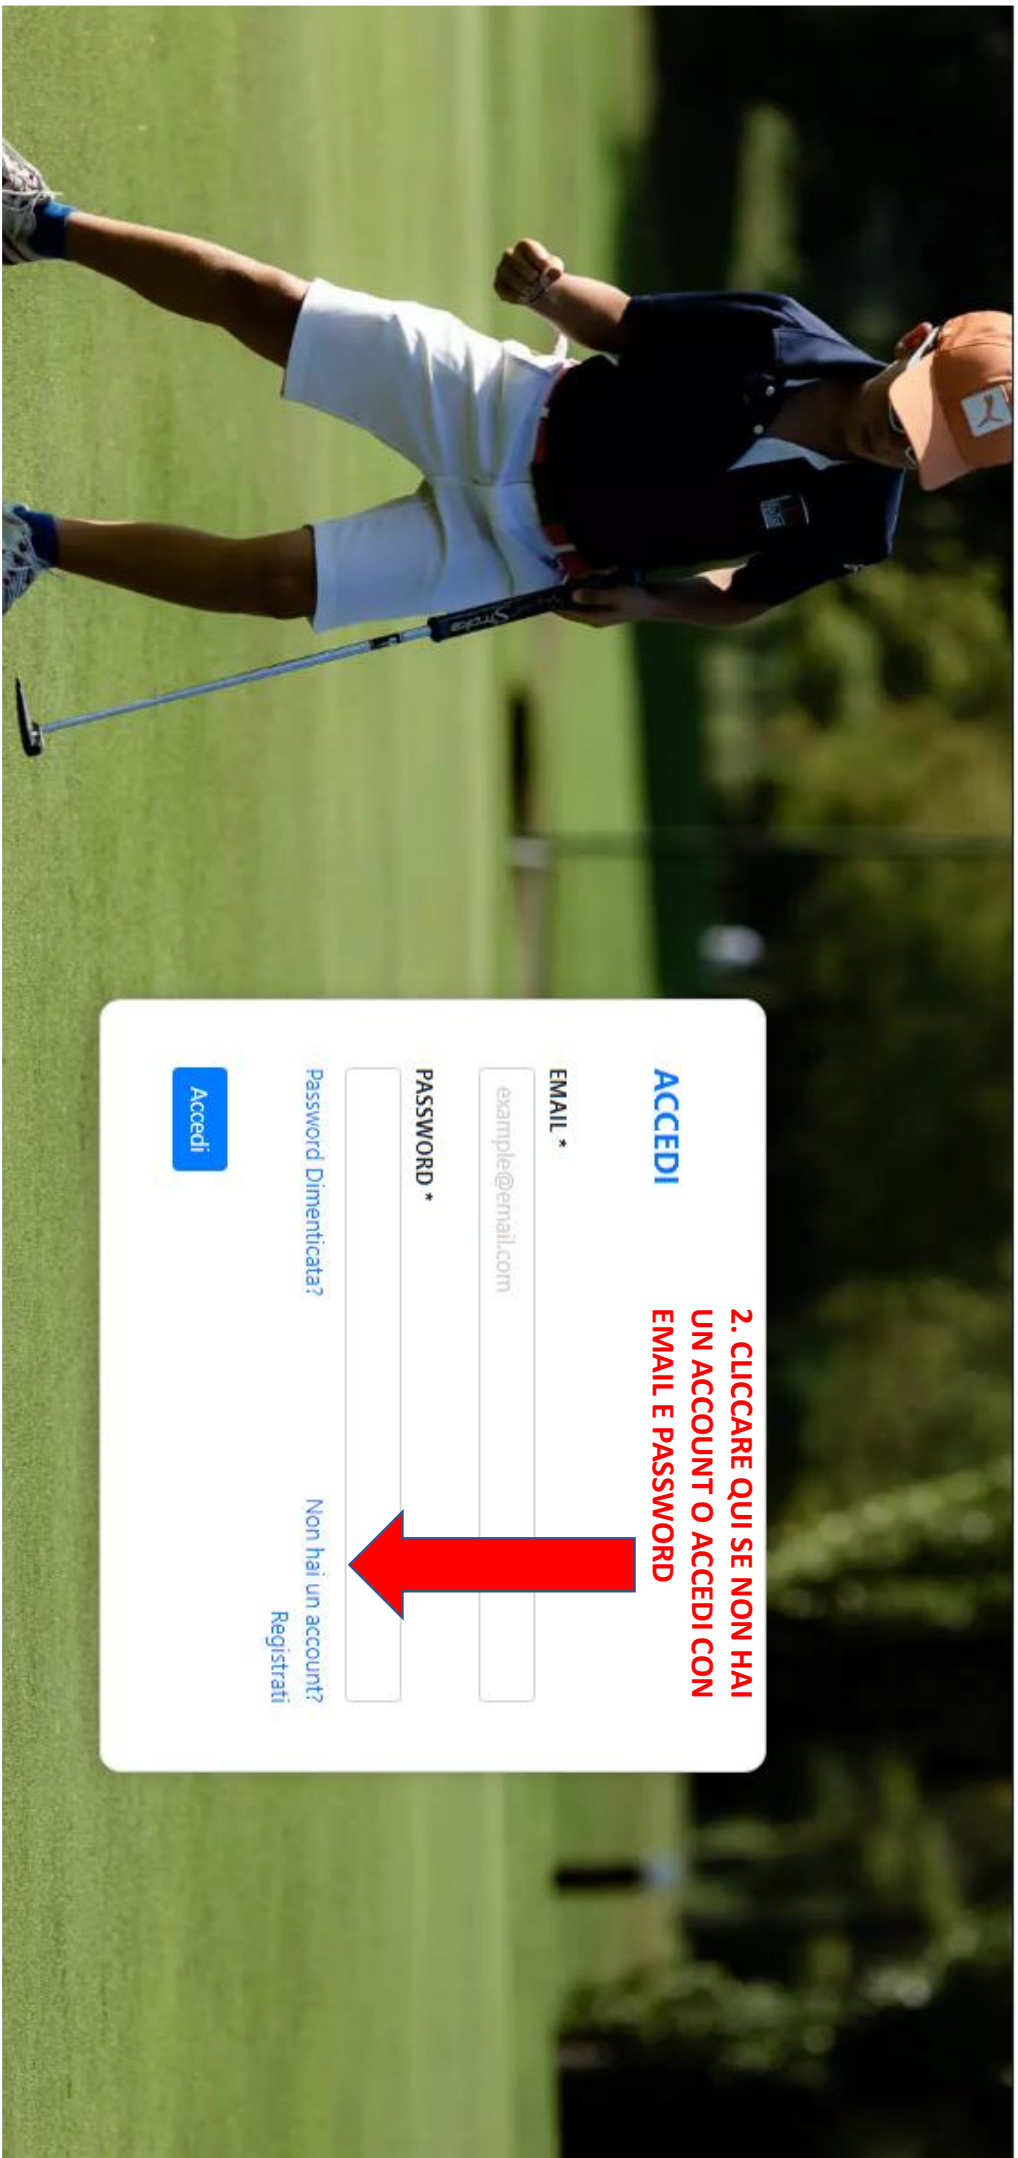 ACCEDI
2. CLICCARE QUI SE NON HAI
UN ACCOUNT O ACCEDI CON
EMAIL E PASSWORD
EMAIL *
example@email.com
PASSWORD *
Password Dimenticata?
Non hai un account?
Registrati
Accedi
Stroke